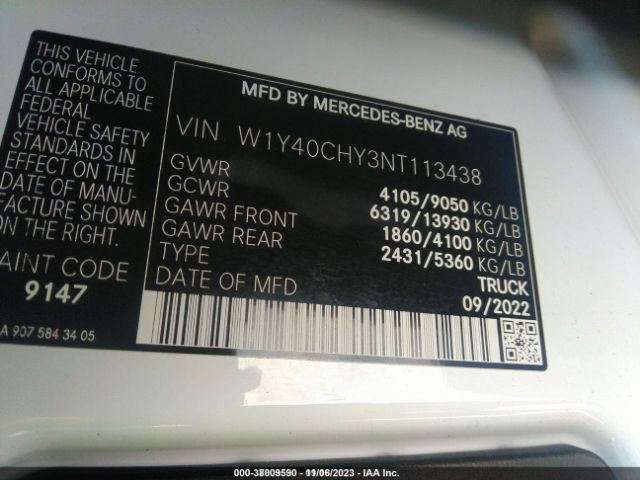 THIS VEHICLE
CONFORMS TO
ALL APPLICABLE
FEDERAL
VEHICLE SAFETY
STANDARDS IN
EFFECT ON THE
DATE OF MANU-
FACTURE SHOWN
ON THE RIGHT.
AINT CODE
9147
A 907 584 34 05
MFD BY MERCEDES-BENZ AG
VIN W1Y40CHY3NT113438
GVWR 4105/9050 KG/LB
GCWR 6319/13930 KG/LB
GAWR FRONT 1860/4100 KG/LB
GAWR REAR 2431/5360 KG/LB
TYPE TRUCK
DATE OF MFD 09/2022
11/06/2023 - IAA Inc.